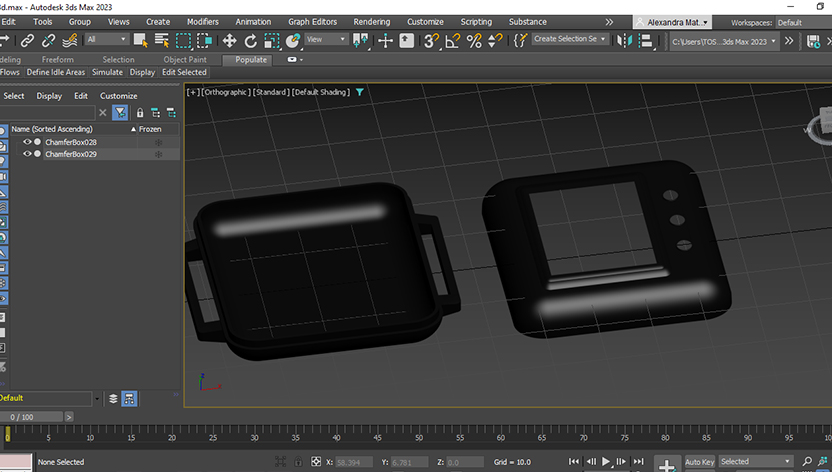 3d.max - Autodesk 3ds Max 2023
Edit Tools Group Views Create Modifiers Animation Graph Editors Rendering Customize Scripting Substance Alexandra Mat... Workspaces: Default
All View Create Selection Se C:\Users\TOS...3ds Max 2023
deling Freeform Selection Object Paint Populate
Flows Define Idle Areas Simulate Display Edit Selected
Select Display Edit Customize
[+] [Orthographic] [Standard] [Default Shading]
Name (Sorted Ascending) Frozen
ChamferBox028
ChamferBox029
Default
0 / 100
0 5 10 15 20 25 30 35 40 45 50 55 60 65 70 75 80 85 90 95
None Selected X: 58.394 Y: 6.781 Z: 0.0 Grid = 10.0 Auto Key Selected